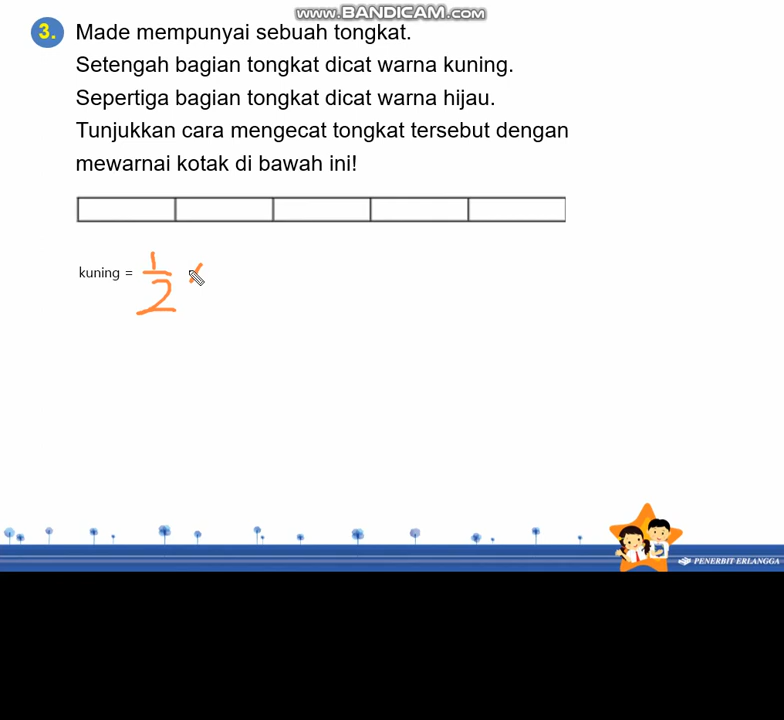 www.BANDICAM.com
3. Made mempunyai sebuah tongkat.
Setengah bagian tongkat dicat warna kuning.
Sepertiga bagian tongkat dicat warna hijau.
Tunjukkan cara mengecat tongkat tersebut dengan
mewarnai kotak di bawah ini!
kuning = 1/2
PENERBIT ERLANGGA